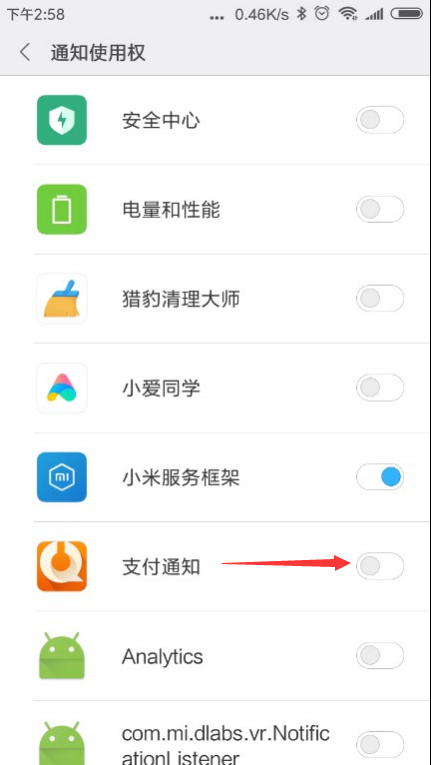 下午2:58
... 0.46K/s
通知使用权
安全中心
电量和性能
猎豹清理大师
小爱同学
小米服务框架
支付通知
Analytics
com.mi.dlabs.vr.Notific
ationListener